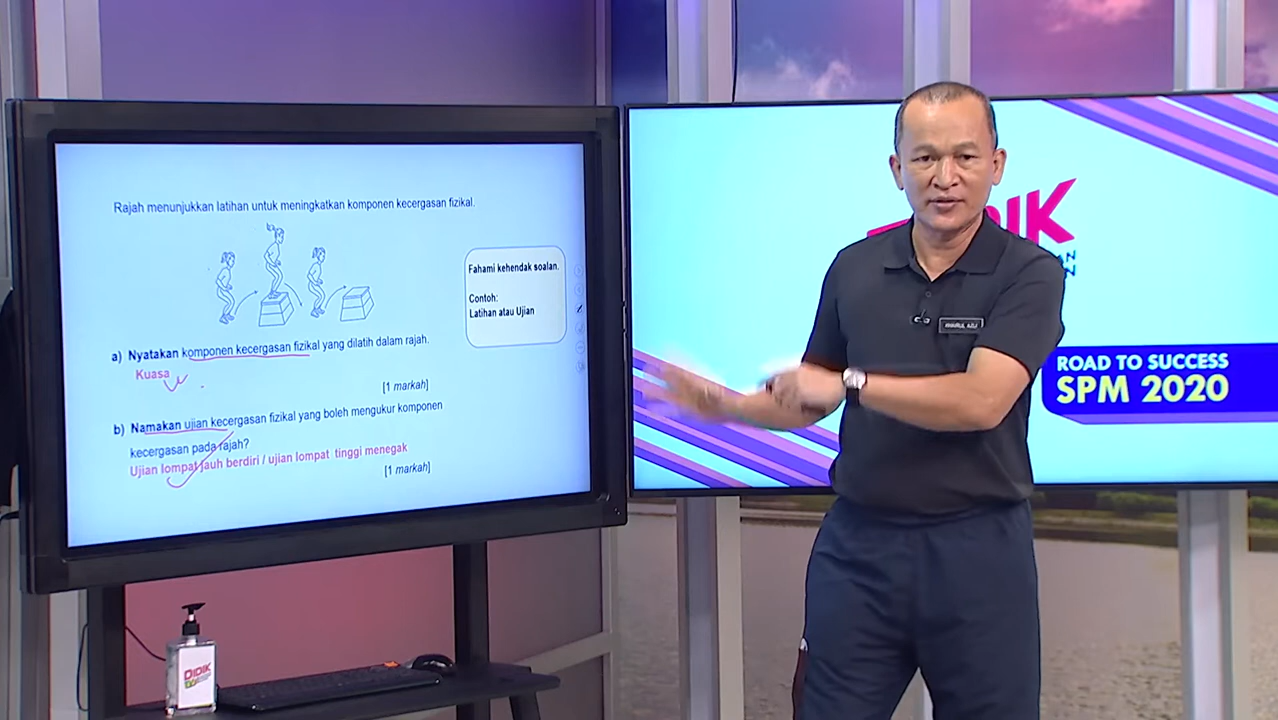 Rajah menunjukkan latihan untuk meningkatkan komponen kecergasan fizikal.
Fahami kehendak soalan.
Contoh:
Latihan atau Ujian
a) Nyatakan komponen kecergasan fizikal yang dilatih dalam rajah.
Kuasa
[1 markah]
b) Namakan ujian kecergasan fizikal yang boleh mengukur komponen
kecergasan pada rajah?
Ujian lompat jauh berdiri / ujian lompat tinggi menegak
[1 markah]
KHAIRUL AZLI
ROAD TO SUCCESS
SPM 2020
DIDIK